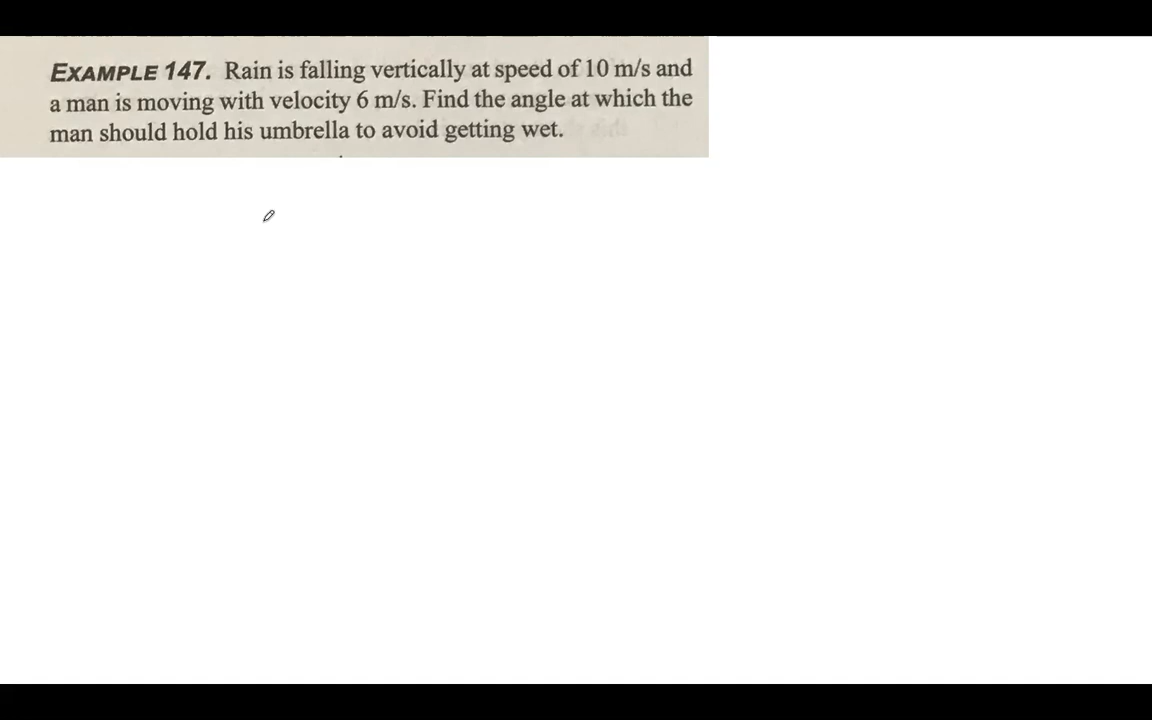 EXAMPLE 147. Rain is falling vertically at speed of 10 m/s and
a man is moving with velocity 6 m/s. Find the angle at which the
man should hold his umbrella to avoid getting wet.